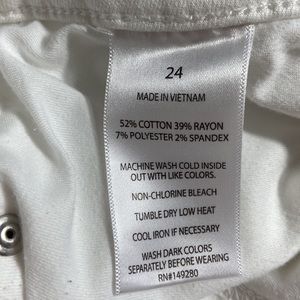 24
MADE IN VIETNAM
52% COTTON 39% RAYON
7% POLYESTER 2% SPANDEX
MACHINE WASH COLD INSIDE
OUT WITH LIKE COLORS.
NON-CHLORINE BLEACH
TUMBLE DRY LOW HEAT
COOL IRON IF NECESSARY
WASH DARK COLORS
SEPARATELY BEFORE WEARING
RN#149280